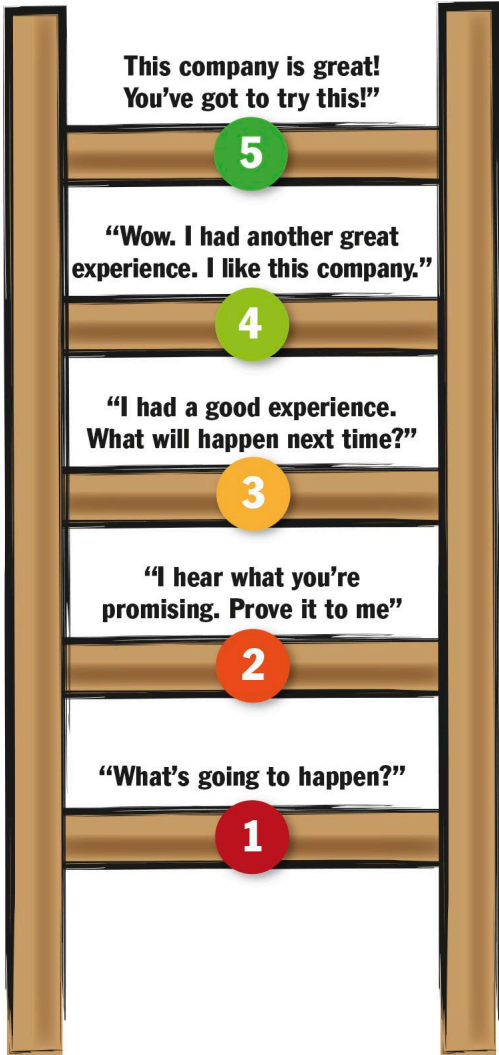 This company is great!
You’ve got to try this!”
5
“Wow. I had another great
experience. I like this company.”
4
“I had a good experience.
What will happen next time?”
3
“I hear what you’re
promising. Prove it to me”
2
“What’s going to happen?”
1